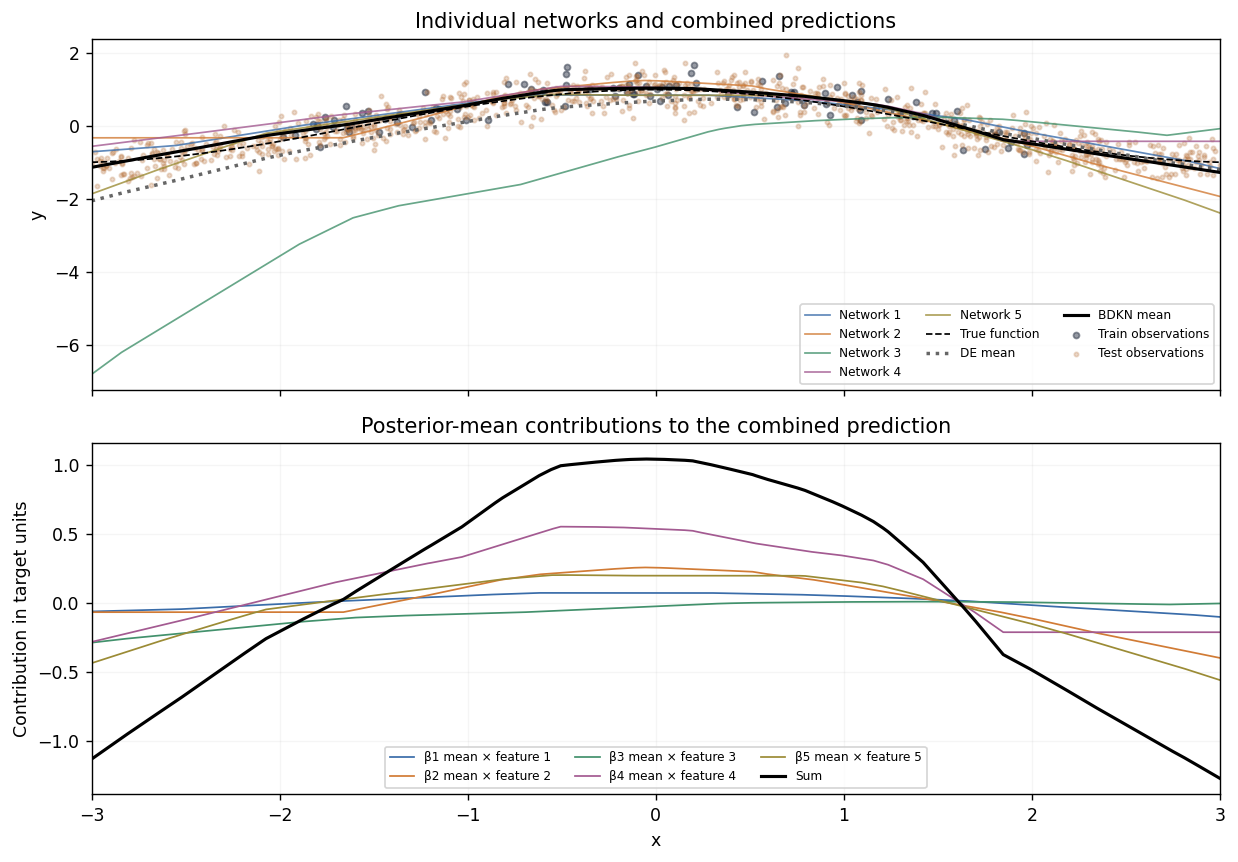 Individual networks and combined predictions
2
0
−2
−4
−6
y
Network 1
Network 2
Network 3
Network 4
Network 5
True function
DE mean
BDKN mean
Train observations
Test observations
Posterior-mean contributions to the combined prediction
1.0
0.5
0.0
−0.5
−1.0
Contribution in target units
β1 mean × feature 1
β2 mean × feature 2
β3 mean × feature 3
β4 mean × feature 4
β5 mean × feature 5
Sum
−3
−2
−1
0
1
2
3
x